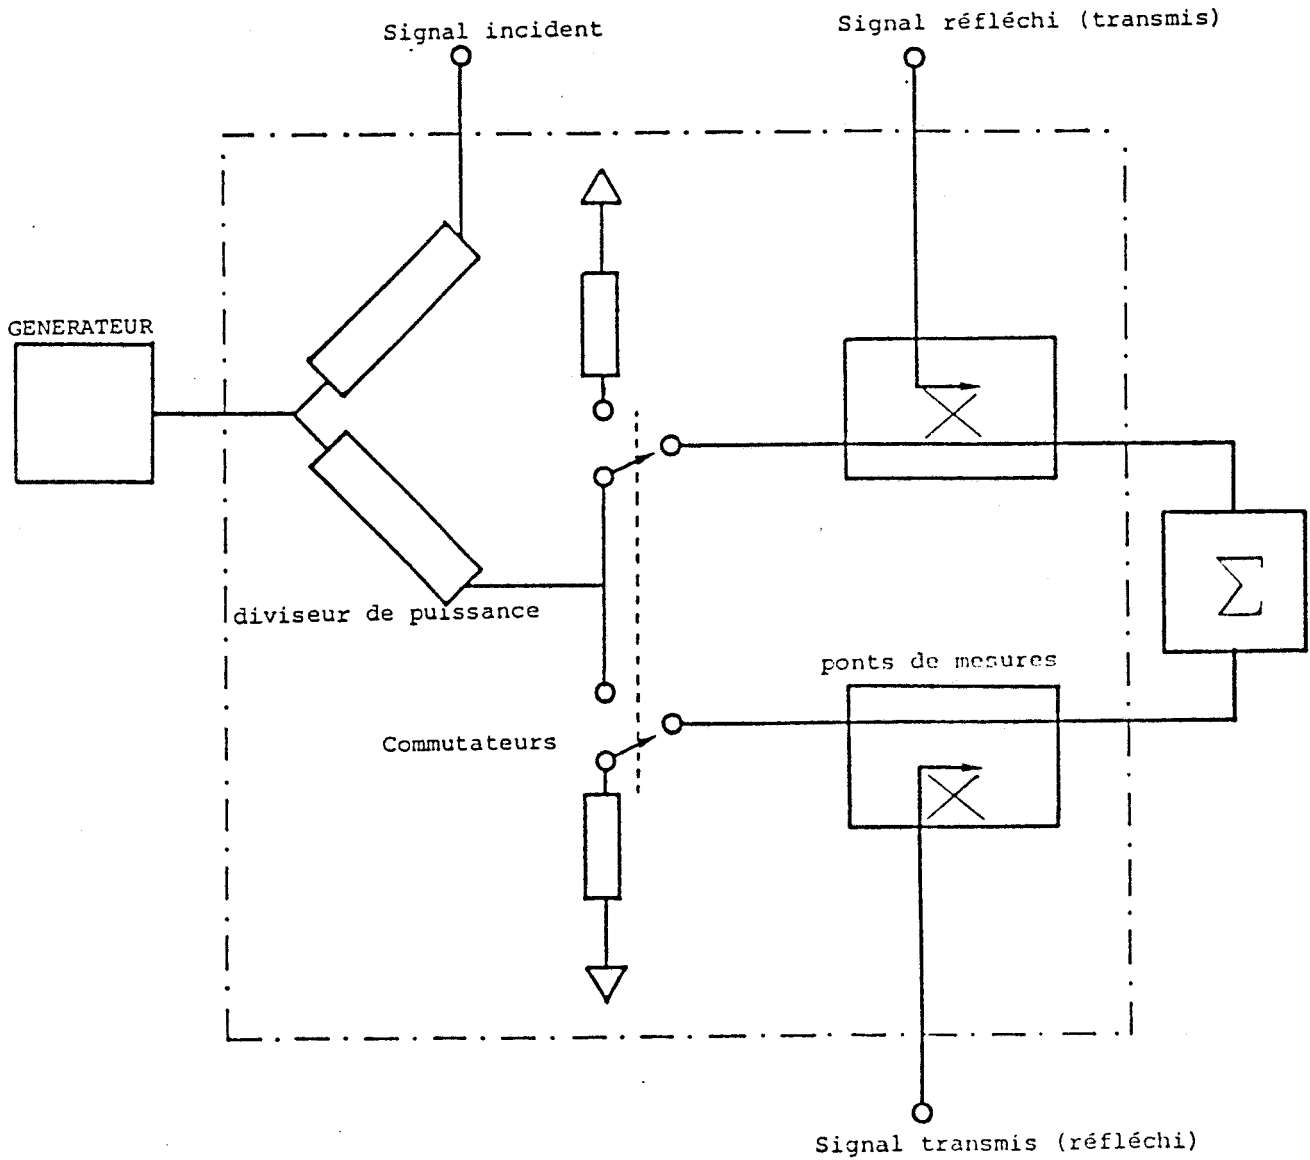 Signal incident
Signal réfléchi (transmis)
GENERATEUR
diviseur de puissance
ponts de mesures
Σ
Commutateurs
Signal transmis (réfléchi)